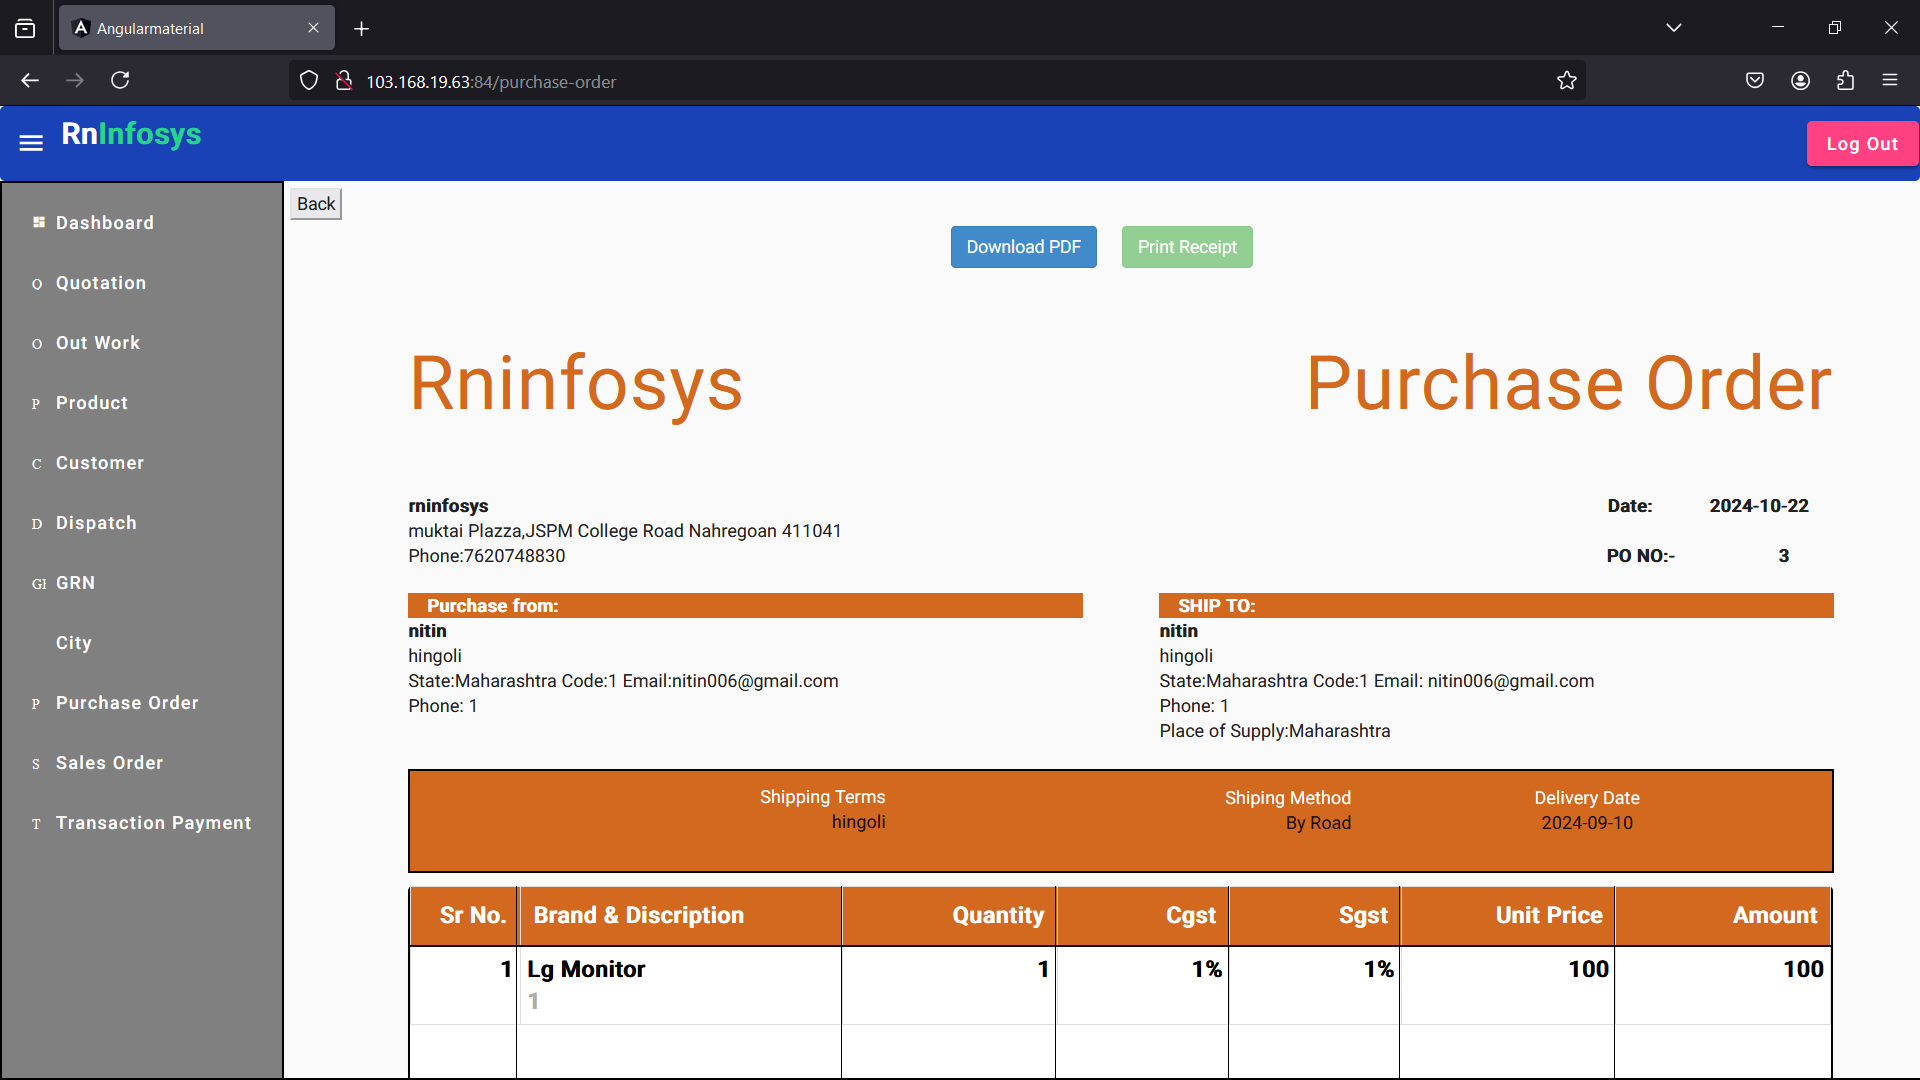 Angularmaterial
103.168.19.63:84/purchase-order
RnInfosys
Log Out
Dashboard
Q Quotation
O Out Work
P Product
C Customer
D Dispatch
GI GRN
City
P Purchase Order
S Sales Order
T Transaction Payment
Back
Download PDF Print Receipt
Rninfosys Purchase Order
rninfosys Date: 2024-10-22
muktai Plazza,JSPM College Road Nahregoan 411041
Phone:7620748830 PO NO:- 3
Purchase from:
nitin
hingoli
State:Maharashtra Code:1 Email:nitin006@gmail.com
Phone: 1
SHIP TO:
nitin
hingoli
State:Maharashtra Code:1 Email: nitin006@gmail.com
Phone: 1
Place of Supply:Maharashtra
Shipping Terms Shiping Method Delivery Date
hingoli By Road 2024-09-10
Sr No. Brand & Discription Quantity Cgst Sgst Unit Price Amount
1 Lg Monitor 1 1% 1% 100 100
1